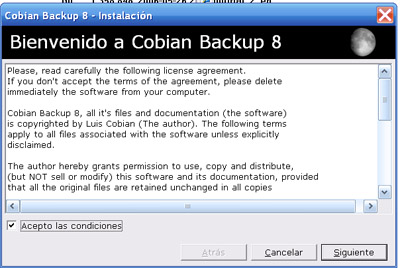 Cobian Backup 8 - Instalación
Bienvenido a Cobian Backup 8
Please, read carefully the following license agreement.
If you don't accept the terms of the agreement, please delete
immediately the software from your computer.
Cobian Backup 8, all it's files and documentation (the software)
is copyrighted by Luis Cobian (The author). The following terms
apply to all files associated with the software unless explicitly
disclaimed.
The author hereby grants permission to use, copy and distribute,
(but NOT sell or modify) this software and its documentation, provided
that all the original files are retained unchanged in all copies
Acepto las condiciones
Atrás
Cancelar
Siguiente